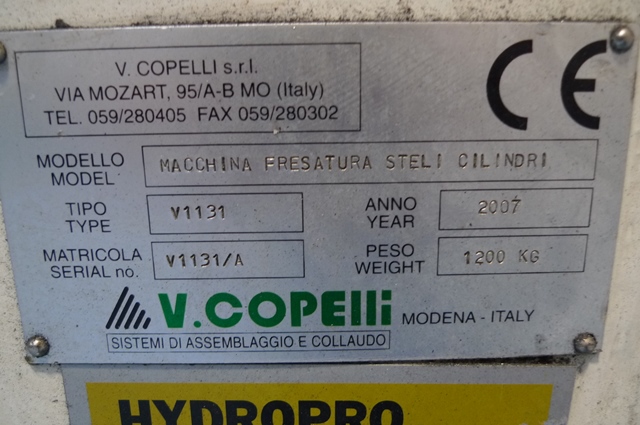 V. COPELLI s.r.l.
VIA MOZART, 95/A-B MO (Italy)
TEL. 059/280405 FAX 059/280302
CE
MODELLO
MODEL
MACCHINA FRESATURA STELI CILINDRI
TIPO
TYPE
V1131
ANNO
YEAR
2007
MATRICOLA
SERIAL no.
V1131/A
PESO
WEIGHT
1200 KG
V.COPELLi
MODENA - ITALY
SISTEMI DI ASSEMBLAGGIO E COLLAUDO
HYDROPRO